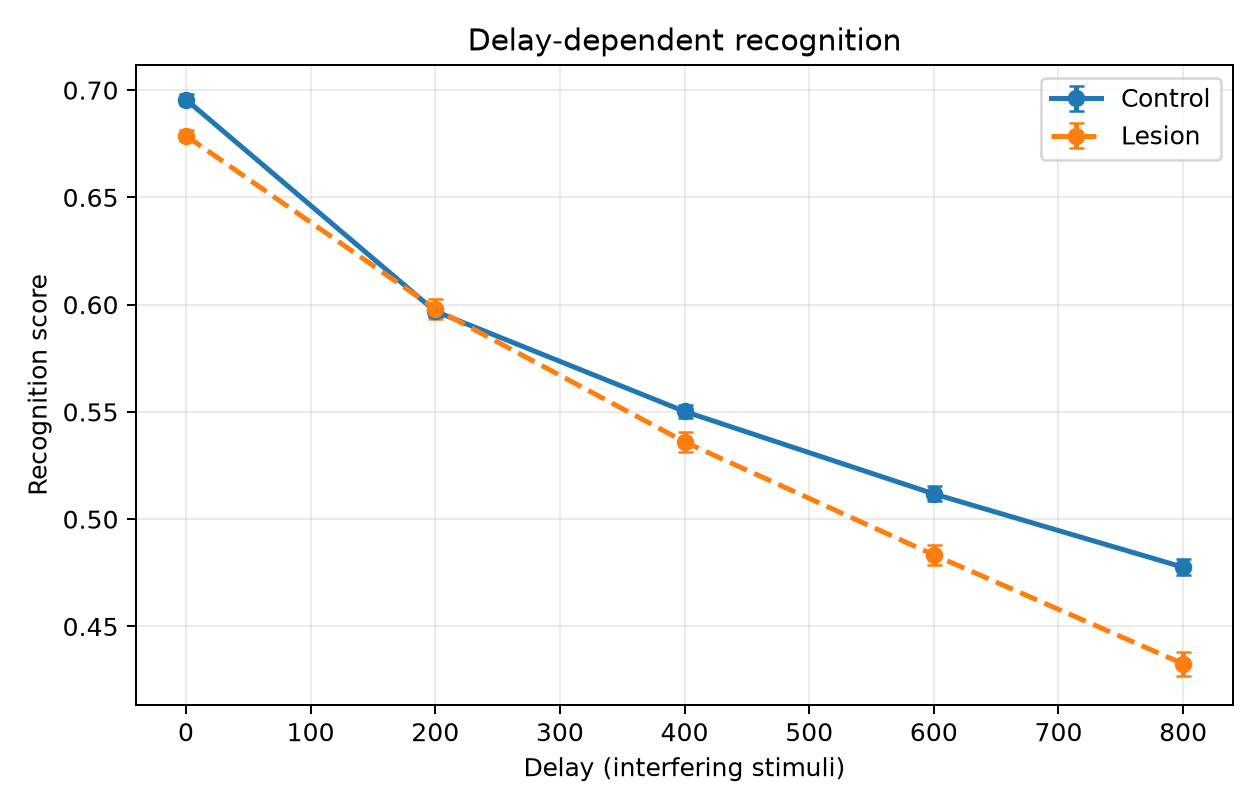 Delay-dependent recognition
Control
Lesion
Recognition score
0.70
0.65
0.60
0.55
0.50
0.45
0 100 200 300 400 500 600 700 800
Delay (interfering stimuli)